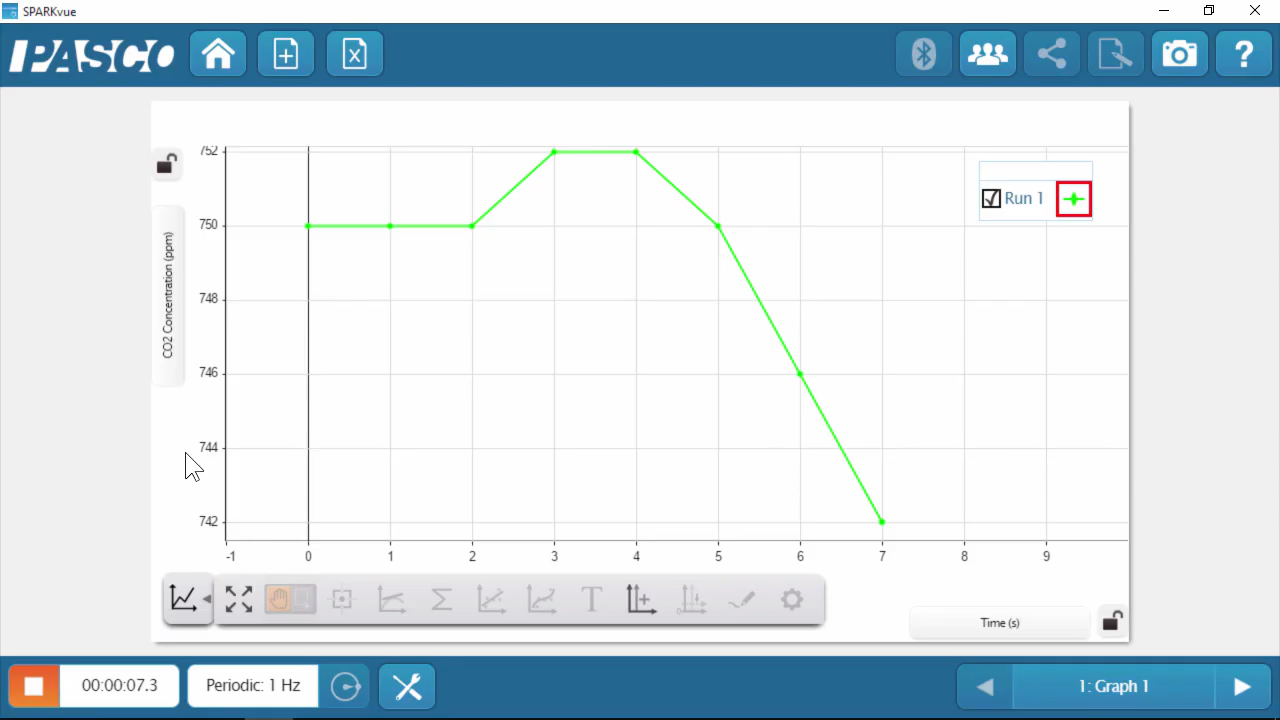 SPARKvue
PASCO
?
752
750
748
746
744
742
CO2 Concentration (ppm)
Run 1
-1 0 1 2 3 4 5 6 7 8 9
Σ T
Time (s)
00:00:07.3 Periodic: 1 Hz 1: Graph 1